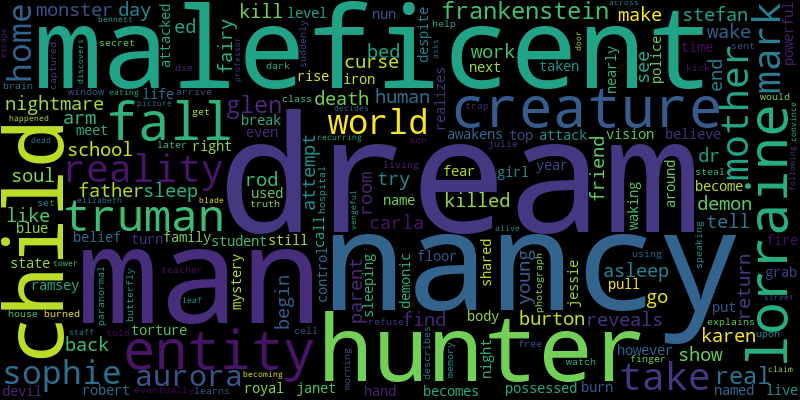 home monster day ed kill level nun despite help across asks frankenstein make stefan
bennett secret fairy rise iron curse bed work next taken nearly see police door wake time sent powerful
maleficent
escape brain window captured discovers eating attacked die arrive picture professor dark suddenly becoming kick end mother mark
nightmare arm meet fall glen break class death human world realizes creature trap
happened dead school get later right even attempt recurring decides awakens top attack vision believe would convince
child soul reality dream room son living fear girl year friend julie dr become steal following
father sleep rod used truth try name killed waking around demon
like set elizabeth truman blade hospital vengeful carla alive tell fire
blue belief turn family student still call control nancy floor shared using speaking
state tower teacher man mystery begin parent sleeping demonic young photograph jessie asleep return grab lorraine
ramsey paranormal butterfly leaf body pull go put street
house burned staff told torture cell hunter refuse find burton reveals karen upon
back entity morning describes memory night free however explains show
sophie aurora watch finger take real claim
devil robert eventually learns royal janet hand becomes possessed burn named live